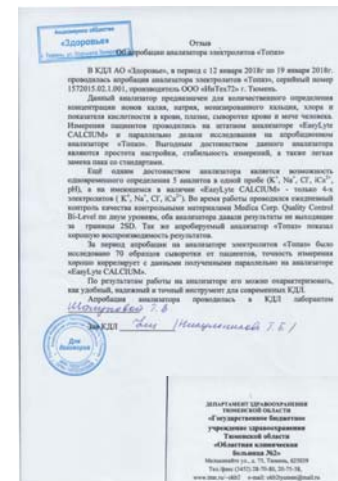 Акционерное общество
«Здоровье»
Отзыв
Об апробации анализатора электролитов «Топаз»
В КДЛ АО «Здоровье», в период с 12 января 2018г по 19 января 2018г.
проводилась апробация анализатора электролитов «Топаз», серийный номер
1572015.02.1.001, производитель ООО «ИнТех72» г. Тюмень.
Данный анализатор предназначен для количественного определения
концентрации ионов калия, натрия, ионизированного кальция, хлора и
показателя кислотности в крови, плазме, сыворотке крови и моче человека.
Измерения пациентов проводились на штатном анализаторе «EasyLyte
CALCIUM» и параллельно делали исследования на апробационном
анализаторе «Топаз». Выгодным достоинством данного анализатора
являются простота настройки, стабильность измерений, а также легкая
замена пака со стандартами.
Ещё одним достоинством анализатора является возможность
одновременного определения 5 анализов в одной пробе (K⁺, Na⁺, Cl⁻, iCa²⁺,
pH), а на имеющемся в наличии «EasyLyte CALCIUM» - только 4-х
электролитов ( K⁺, Na⁺, Cl⁻, iCa²⁺). Во время работы проводился ежедневный
контроль качества контрольными материалами Medica Corp. Quality Control
Bi-Level по двум уровням, оба анализатора давали результаты не выходящие
за границы 2SD. Так же апробируемый анализатор «Топаз» показал
хорошую воспроизводимость результатов.
За период апробации на анализаторе электролитов «Топаз» было
исследовано 70 образцов сыворотки от пациентов, точность измерения
хорошо коррелирует с данными полученными параллельно на анализаторе
«EasyLyte CALCIUM».
По результатам работы на анализаторе его можно охарактеризовать,
как удобный, надежный и точный инструмент для современных КДЛ.
Апробация анализатора проводилась в КДЛ лаборантом
Зав КДЛ
Для
ДЕПАРТАМЕНТ ЗДРАВООХРАНЕНИЯ
ТЮМЕНСКОЙ ОБЛАСТИ
«Государственное бюджетное
учреждение здравоохранения
Тюменской области
«Областная клиническая
больница №2»
Мельникайте ул., д. 75, Тюмень, 625039